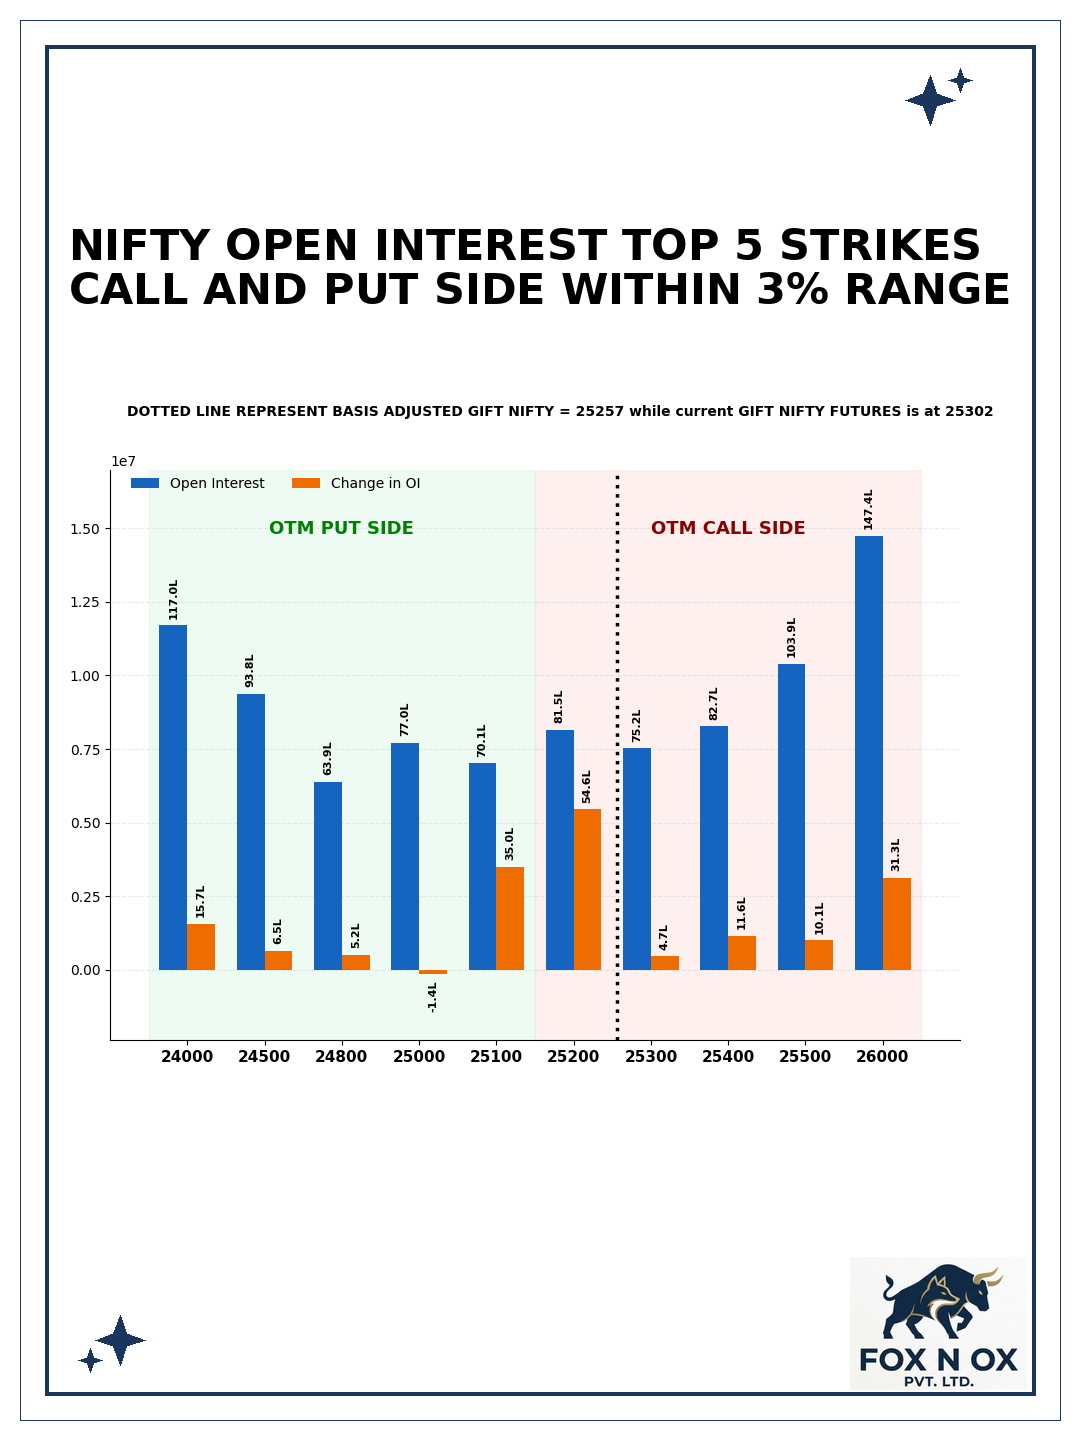 NIFTY OPEN INTEREST TOP 5 STRIKES
CALL AND PUT SIDE WITHIN 3% RANGE
DOTTED LINE REPRESENT BASIS ADJUSTED GIFT NIFTY = 25257 while current GIFT NIFTY FUTURES is at 25302
1e7
Open Interest
Change in OI
OTM PUT SIDE
OTM CALL SIDE
1.50
1.25
1.00
0.75
0.50
0.25
0.00
117.0L
15.7L
93.8L
6.5L
63.9L
5.2L
77.0L
-1.4L
70.1L
35.0L
81.5L
54.6L
75.2L
4.7L
82.7L
11.6L
103.9L
10.1L
147.4L
31.3L
24000 24500 24800 25000 25100 25200 25300 25400 25500 26000
FOX N OX
PVT. LTD.